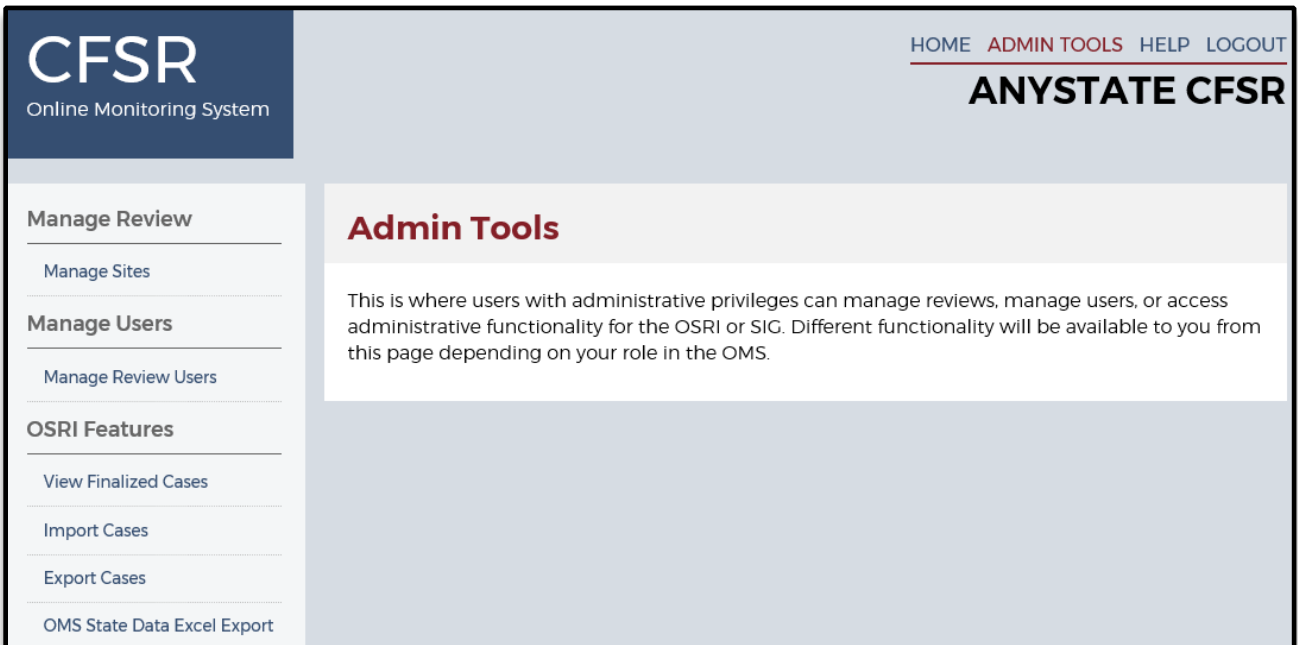 CFSR
Online Monitoring System
HOME ADMIN TOOLS HELP LOGOUT
ANYSTATE CFSR
Manage Review
Manage Sites
Manage Users
Manage Review Users
OSRI Features
View Finalized Cases
Import Cases
Export Cases
OMS State Data Excel Export
Admin Tools
This is where users with administrative privileges can manage reviews, manage users, or access
administrative functionality for the OSRI or SIG. Different functionality will be available to you from
this page depending on your role in the OMS.